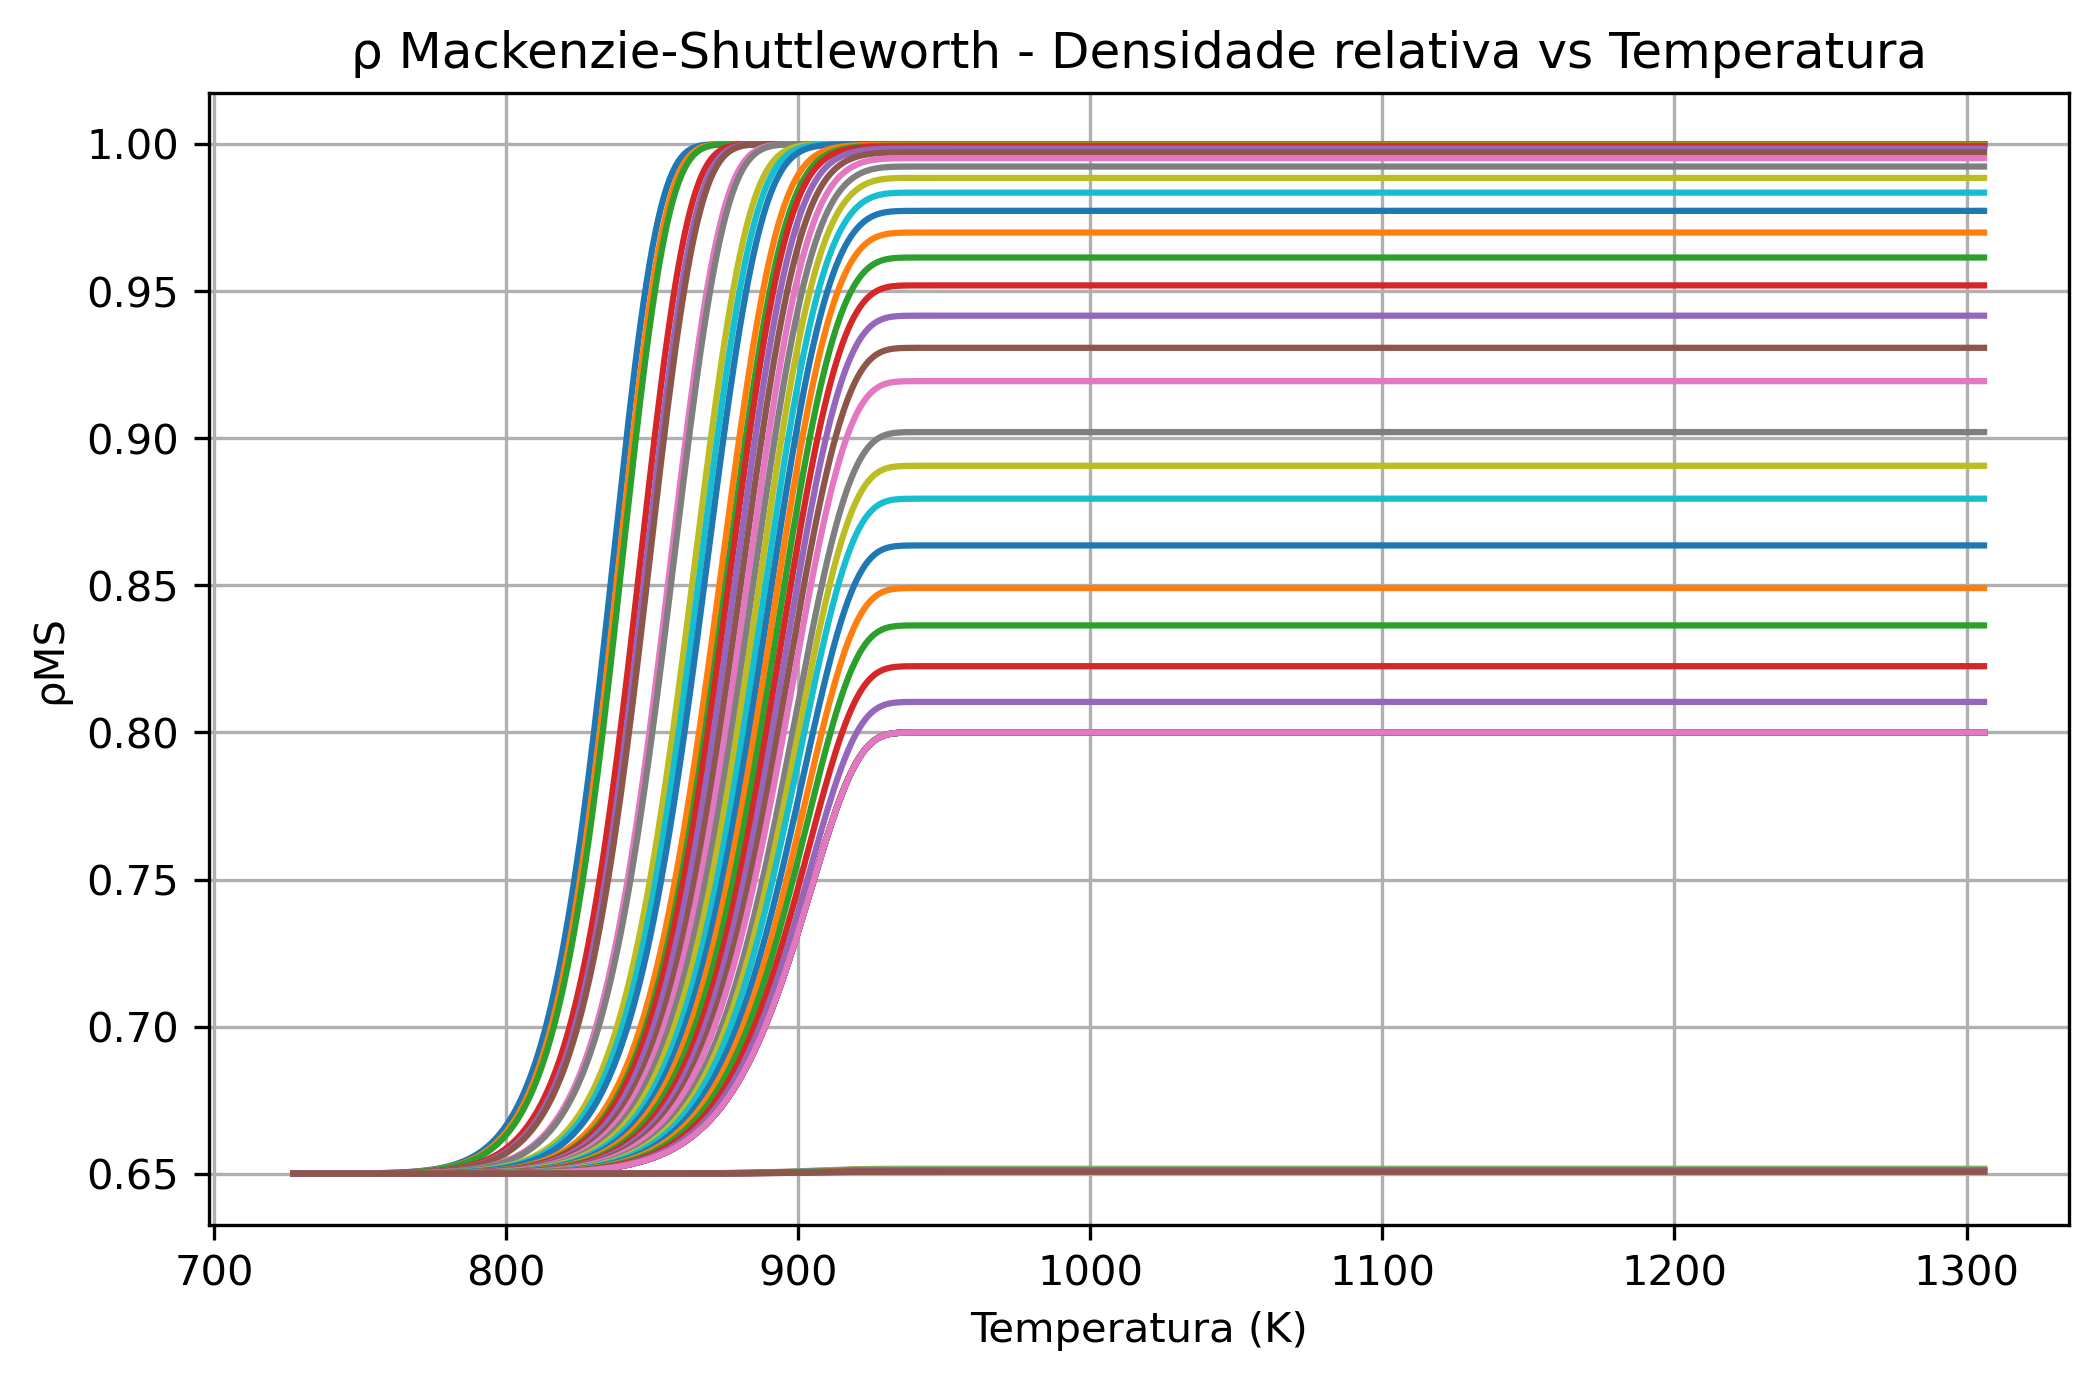 ρ Mackenzie-Shuttleworth - Densidade relativa vs Temperatura
1.00
0.95
0.90
0.85
0.80
0.75
0.70
0.65
ρMS
700 800 900 1000 1100 1200 1300
Temperatura (K)